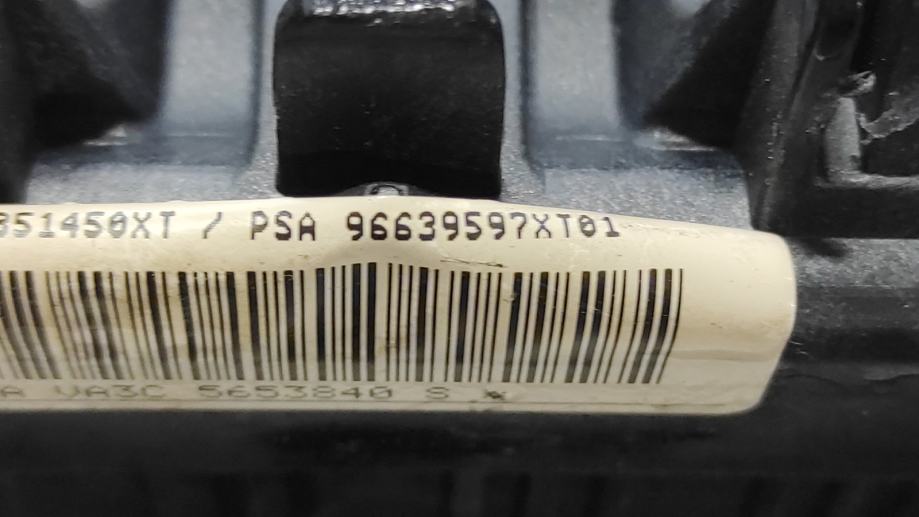 351450XT / PSA 96639597XT01
A VA3C 5653840 S *